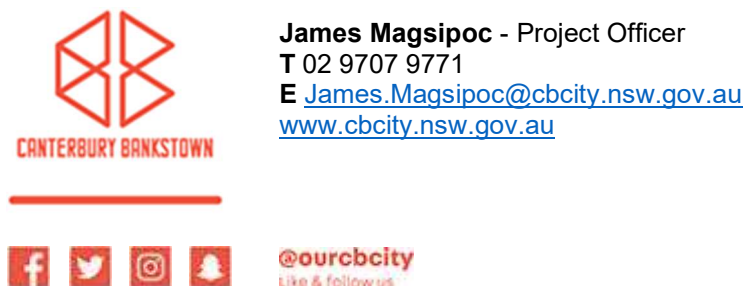 James Magsipoc - Project Officer
T 02 9707 9771
E James.Magsipoc@cbcity.nsw.gov.au
www.cbcity.nsw.gov.au
CANTERBURY BANKSTOWN
@ourcbcity
Like & follow us